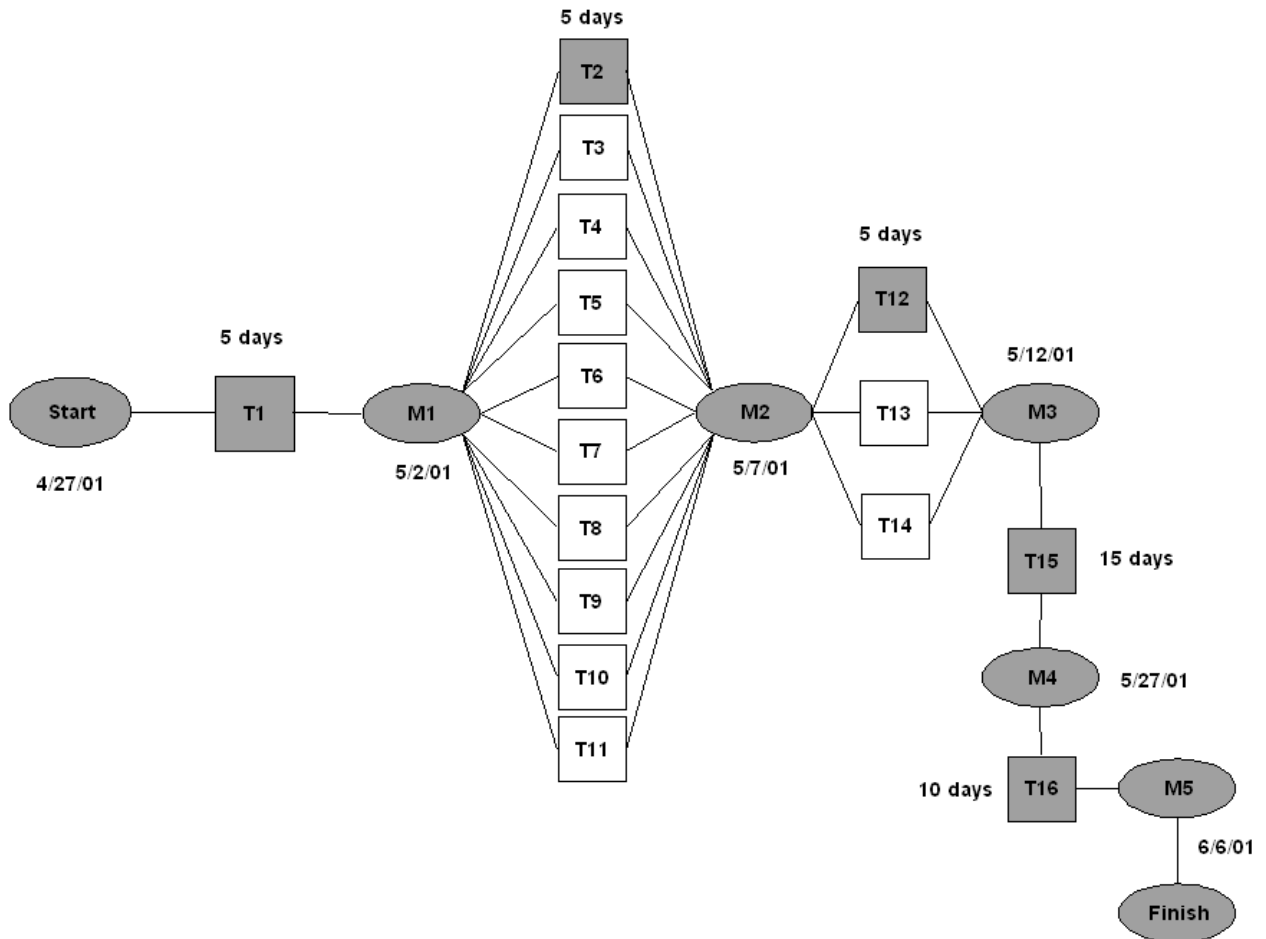 5 days
T2
T3
T4
T5
T6
T7
T8
T9
T10
T11
Start
4/27/01
5 days
T1
M1
5/2/01
M2
5/7/01
5 days
T12
T13
T14
5/12/01
M3
T15
15 days
M4
5/27/01
10 days
T16
M5
6/6/01
Finish